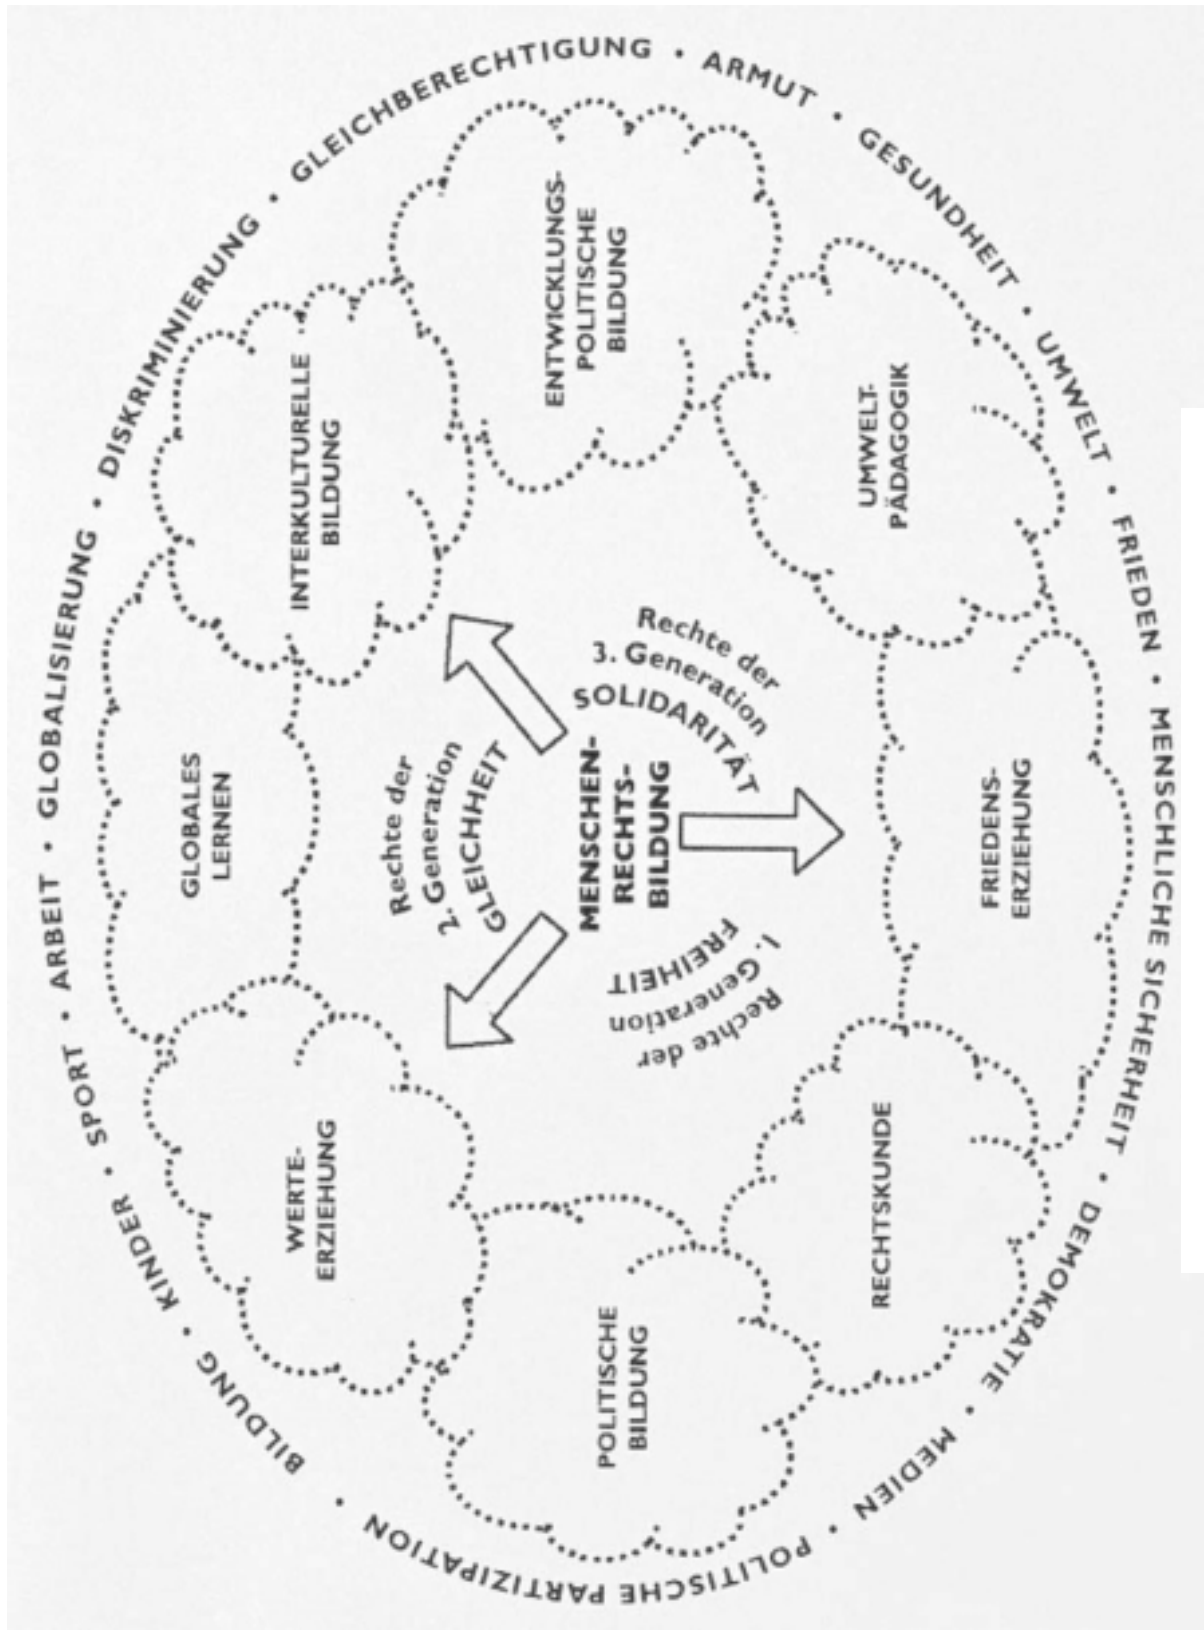 BILDUNG • KINDER • SPORT • ARBEIT • GLOBALISIERUNG • DISKRIMINIERUNG • GLEICHBERECHTIGUNG • ARMUT • GESUNDHEIT • UMWELT • FRIEDEN • MENSCHLICHE SICHERHEIT • DEMOKRATIE • MEDIEN • POLITISCHE PARTIZIPATION •
GLOBALES
LERNEN
INTERKULTURELLE
BILDUNG
ENTWICKLUNGS-
POLITISCHE
BILDUNG
UMWELT-
PÄDAGOGIK
FRIEDENS-
ERZIEHUNG
RECHTSKUNDE
POLITISCHE
BILDUNG
WERTE-
ERZIEHUNG
Rechte der
2. Generation
GLEICHHEIT
MENSCHEN-
RECHTS-
BILDUNG
Rechte der
3. Generation
SOLIDARITÄT
FREIHEIT
1. Generation
Rechte der